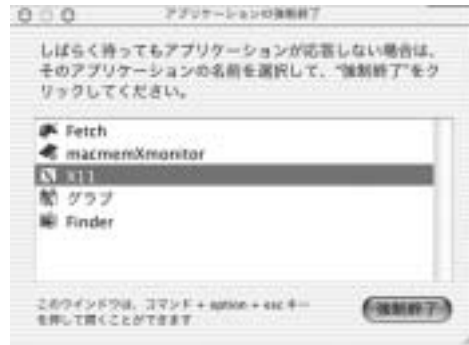 アプリケーションの強制終了
しばらく待ってもアプリケーションが応答しない場合は、
そのアプリケーションの名前を選択して、“強制終了”をク
リックしてください。
Fetch
macmemXmonitor
X11
グラブ
Finder
このウインドウは、コマンド + option + esc キー
を押して開くことができます
強制終了